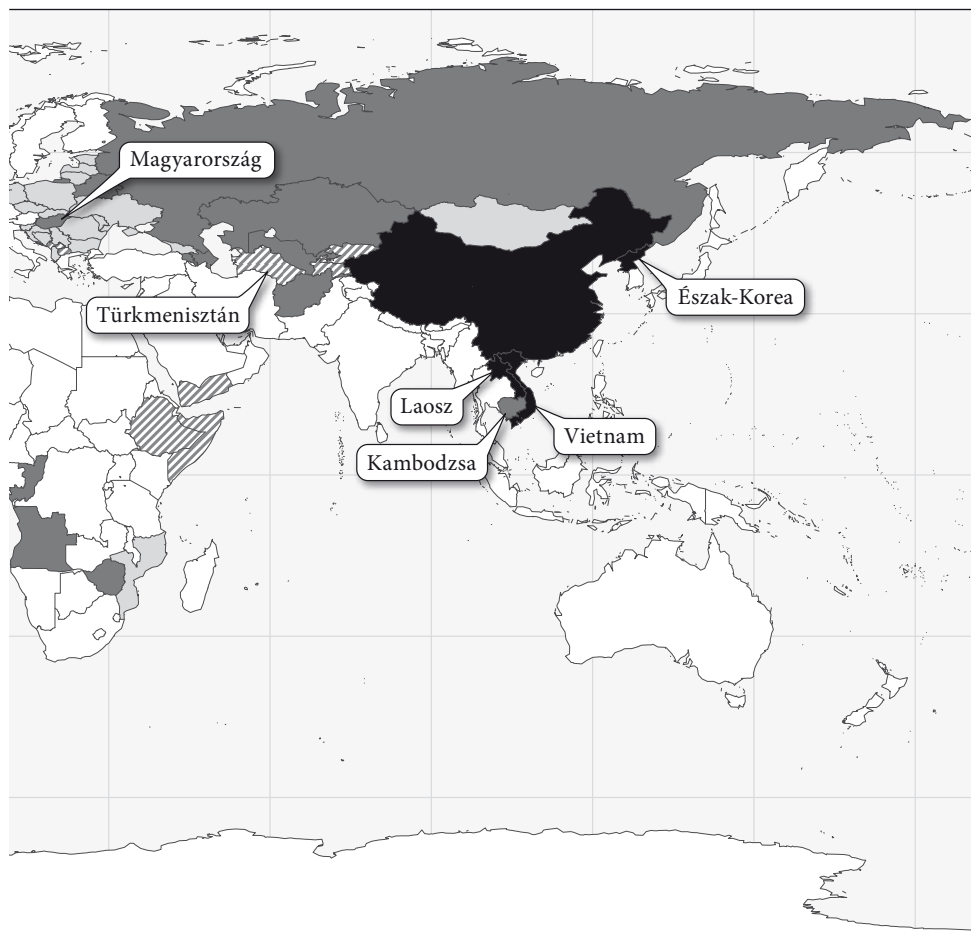 Magyarország
Észak-Korea
Türkmenisztán
Laosz
Vietnam
Kambodzsa